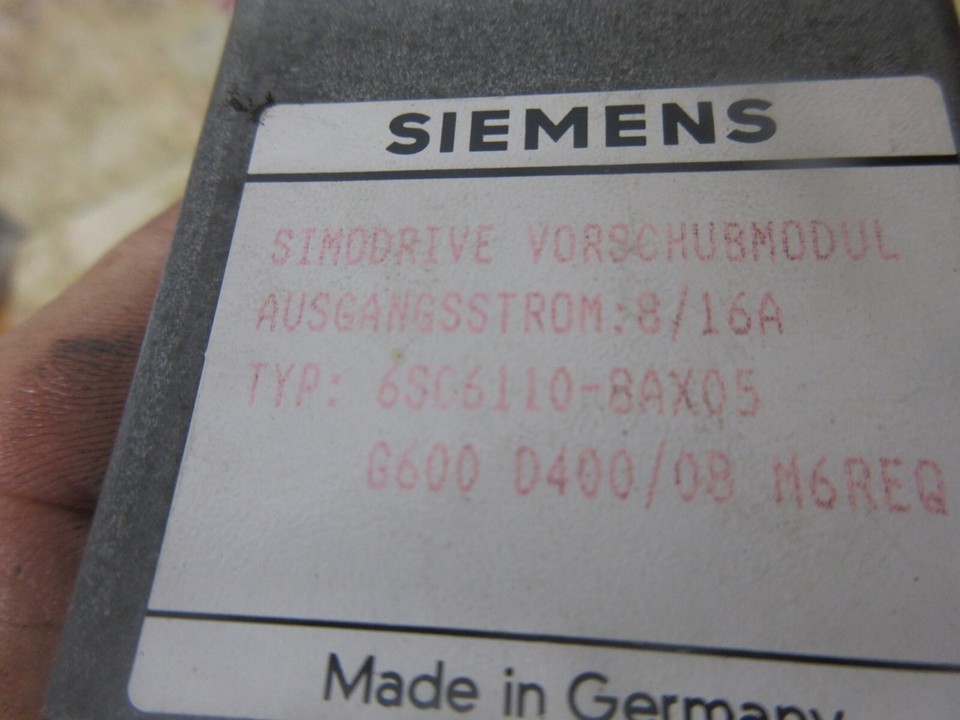 SIEMENS
SIMODRIVE VORSCHUBMODUL
AUSGANGSSTROM:8/16A
TYP: 6SC6110-8AX05
G600 D400/08 M6REQ
Made in Germany